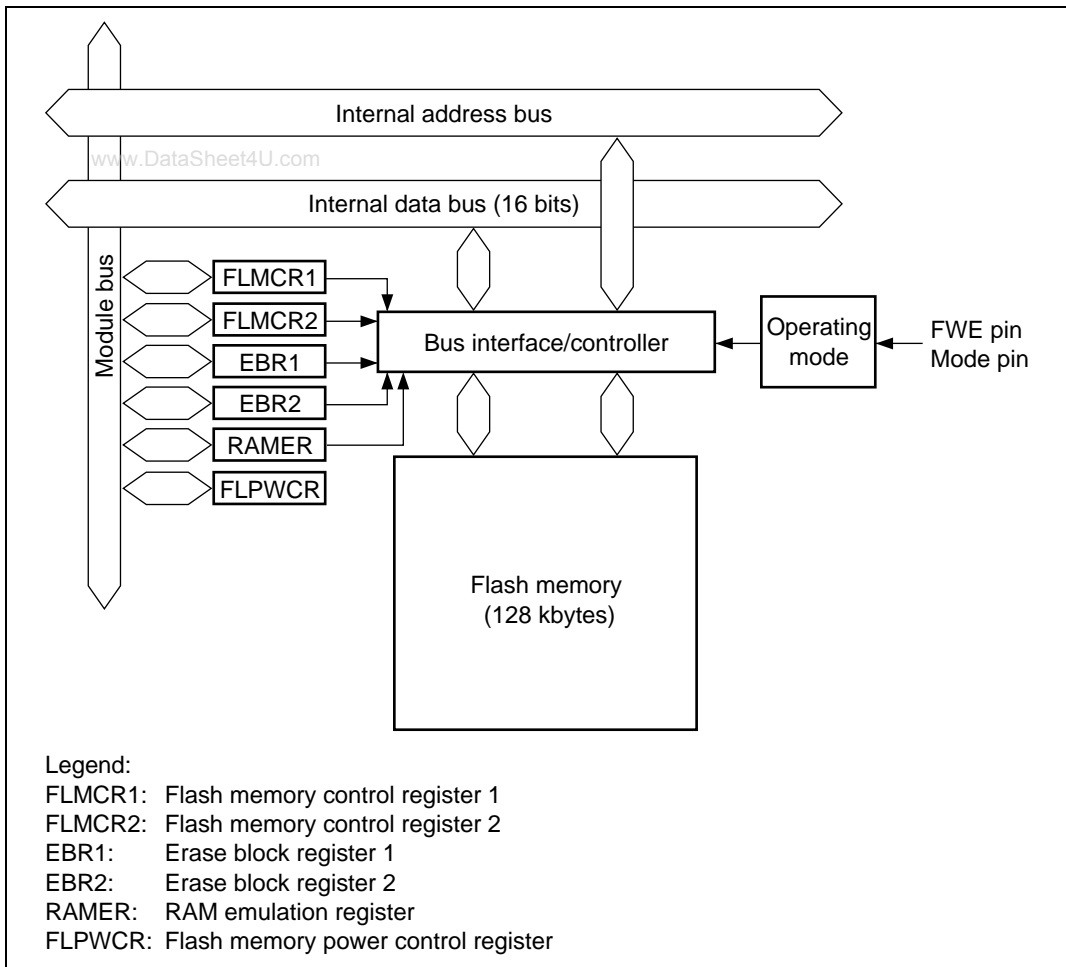 Internal address bus
www.DataSheet4U.com
Internal data bus (16 bits)
Module bus
FLMCR1
FLMCR2
EBR1
EBR2
RAMER
FLPWCR
Bus interface/controller
Operating
mode
FWE pin
Mode pin
Flash memory
(128 kbytes)
Legend:
FLMCR1: Flash memory control register 1
FLMCR2: Flash memory control register 2
EBR1: Erase block register 1
EBR2: Erase block register 2
RAMER: RAM emulation register
FLPWCR: Flash memory power control register